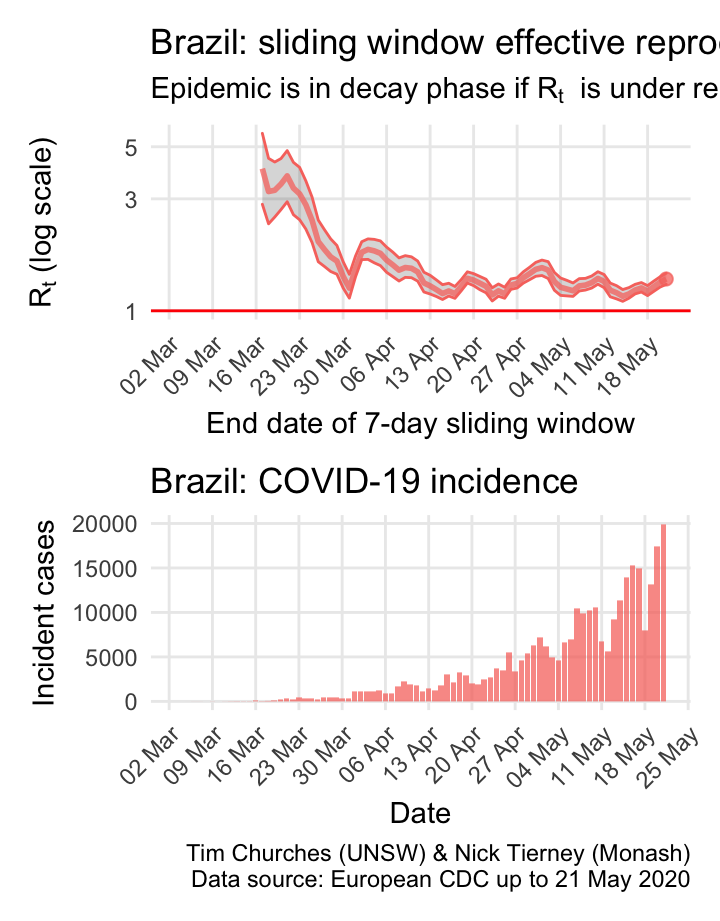 Brazil: sliding window effective
Epidemic is in decay phase if Rt is under
Rt (log scale)
5
3
1
02 Mar
09 Mar
16 Mar
23 Mar
30 Mar
06 Apr
13 Apr
20 Apr
27 Apr
04 May
11 May
18 May
End date of 7-day sliding window
Brazil: COVID-19 incidence
Incident cases
20000
15000
10000
5000
0
02 Mar
09 Mar
16 Mar
23 Mar
30 Mar
06 Apr
13 Apr
20 Apr
27 Apr
04 May
11 May
18 May
25 May
Date
Tim Churches (UNSW) & Nick Tierney (Monash)
Data source: European CDC up to 21 May 2020